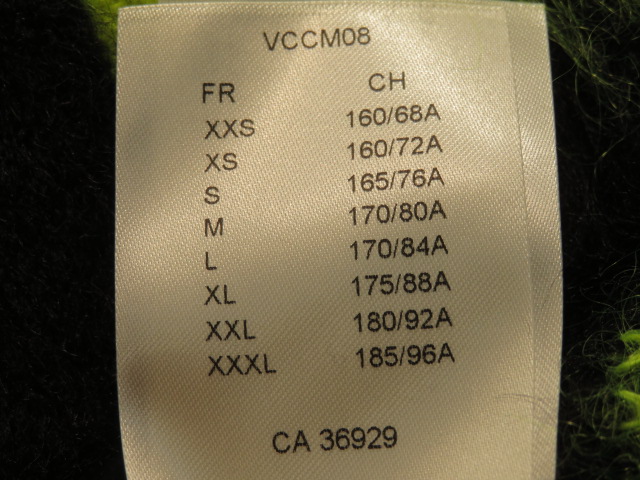 VCCM08
FR CH
XXS 160/68A
XS 160/72A
S 165/76A
M 170/80A
L 170/84A
XL 175/88A
XXL 180/92A
XXXL 185/96A
CA 36929